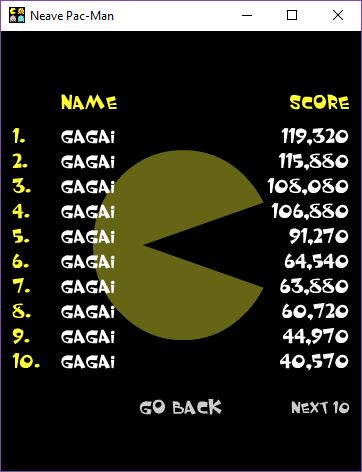 Neave Pac-Man
NAME SCORE
1. GAGAi 119,320
2. GAGAi 115,880
3. GAGAi 108,080
4. GAGAi 106,880
5. GAGAi 91,270
6. GAGAi 64,540
7. GAGAi 63,880
8. GAGAi 60,720
9. GAGAi 44,970
10. GAGAi 40,570
GO BACK NEXT 10